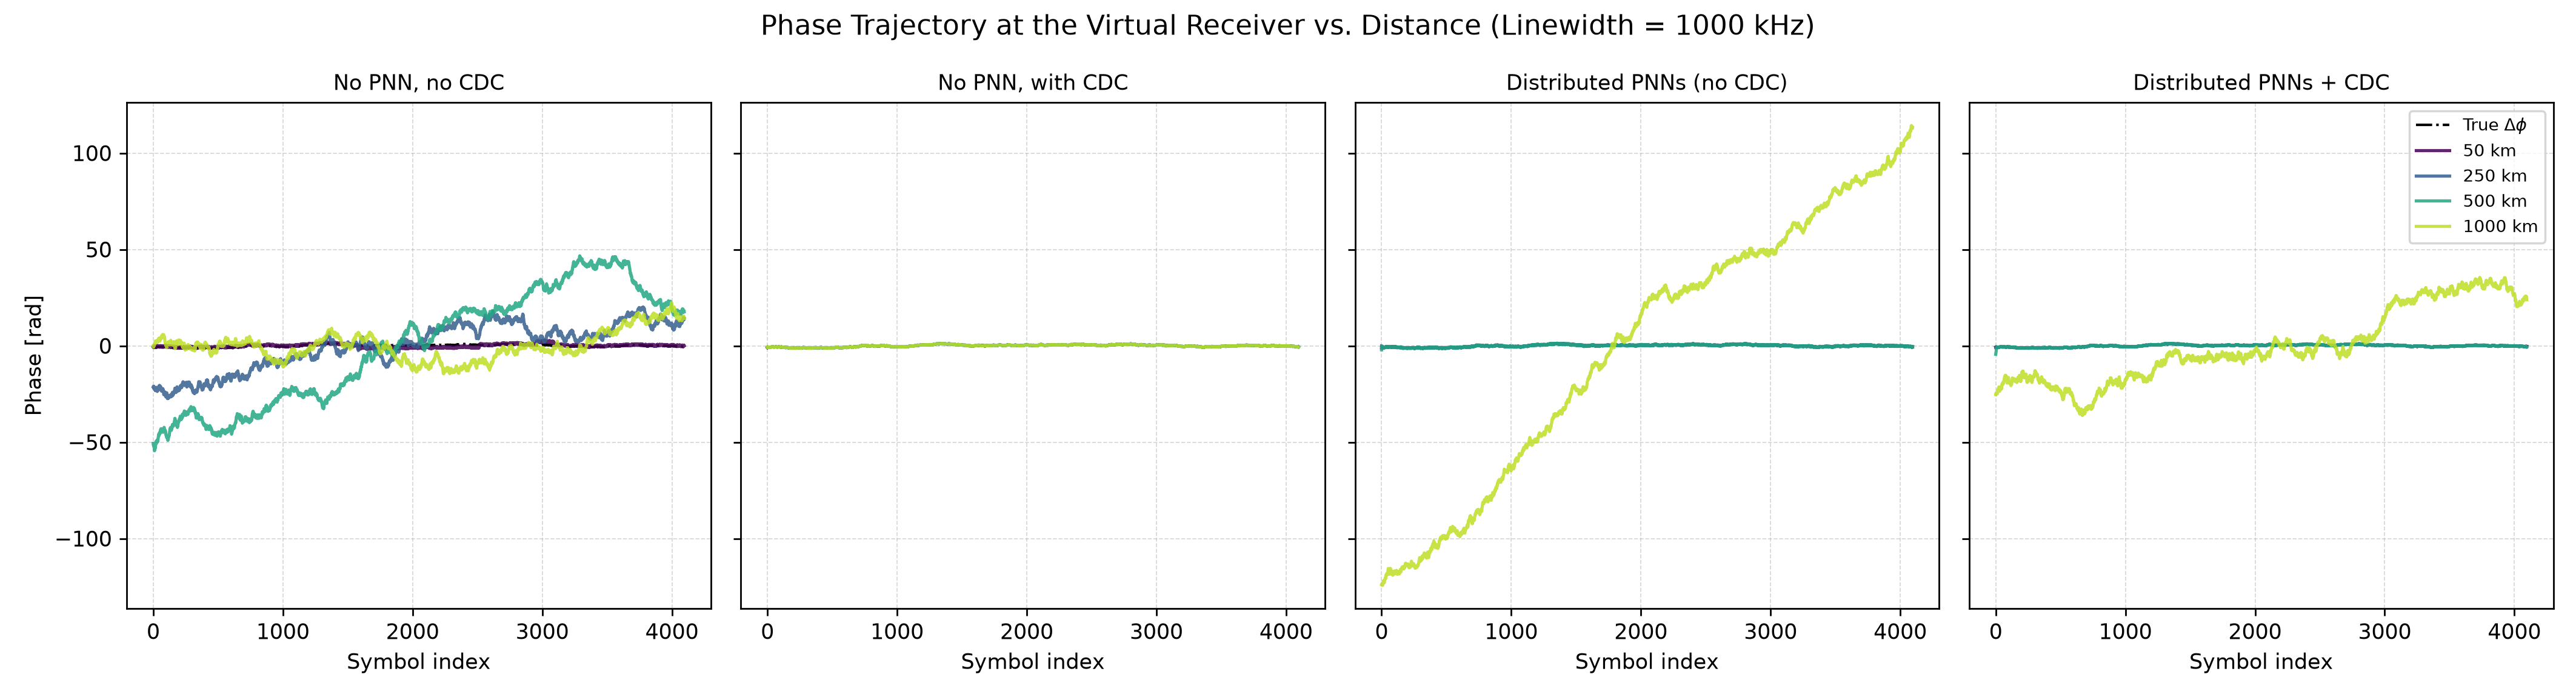 Phase Trajectory at the Virtual Receiver vs. Distance (Linewidth = 1000 kHz)
No PNN, no CDC
No PNN, with CDC
Distributed PNNs (no CDC)
Distributed PNNs + CDC
Phase [rad]
100
50
0
−50
−100
True Δϕ
50 km
250 km
500 km
1000 km
0 1000 2000 3000 4000
0 1000 2000 3000 4000
0 1000 2000 3000 4000
0 1000 2000 3000 4000
Symbol index
Symbol index
Symbol index
Symbol index